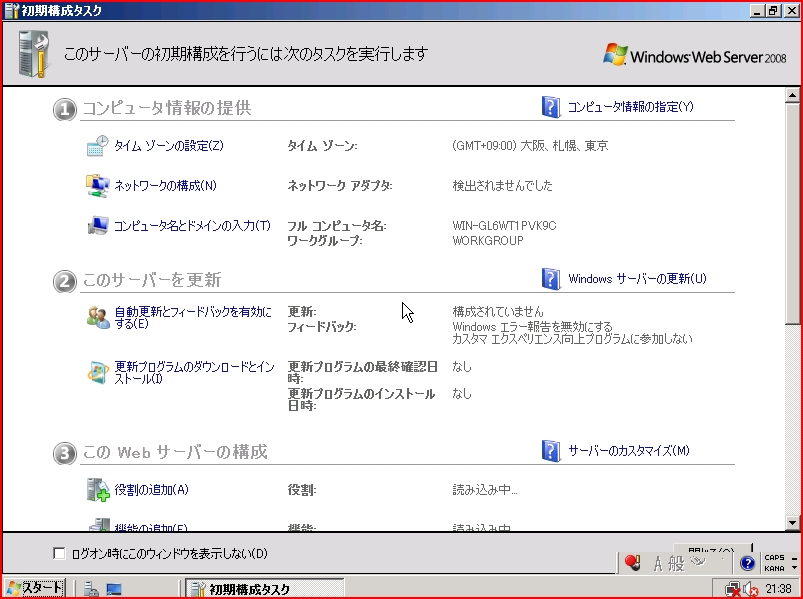 初期構成タスク
このサーバーの初期構成を行うには次のタスクを実行します
Windows Web Server 2008
1 コンピュータ情報の提供
コンピュータ情報の指定(Y)
タイム ゾーンの設定(Z)
タイム ゾーン:
(GMT+09:00) 大阪、札幌、東京
ネットワークの構成(N)
ネットワーク アダプタ:
検出されませんでした
コンピュータ名とドメインの入力(T)
フル コンピュータ名:
WIN-GL6WT1PVK9C
ワークグループ:
WORKGROUP
2 このサーバーを更新
Windows サーバーの更新(U)
自動更新とフィードバックを有効に
する(E)
更新:
構成されていません
フィードバック:
Windows エラー報告を無効にする
カスタマ エクスペリエンス向上プログラムに参加しない
更新プログラムのダウンロードとイン
ストール(I)
更新プログラムの最終確認日
時:
なし
更新プログラムのインストール
日時:
なし
3 この Web サーバーの構成
サーバーのカスタマイズ(M)
役割の追加(A)
役割:
読み込み中...
機能の追加(F)
機能:
読み込み中
ログオン時にこのウィンドウを表示しない(D)
A 般
CAPS
KANA
スタート
初期構成タスク
21:38